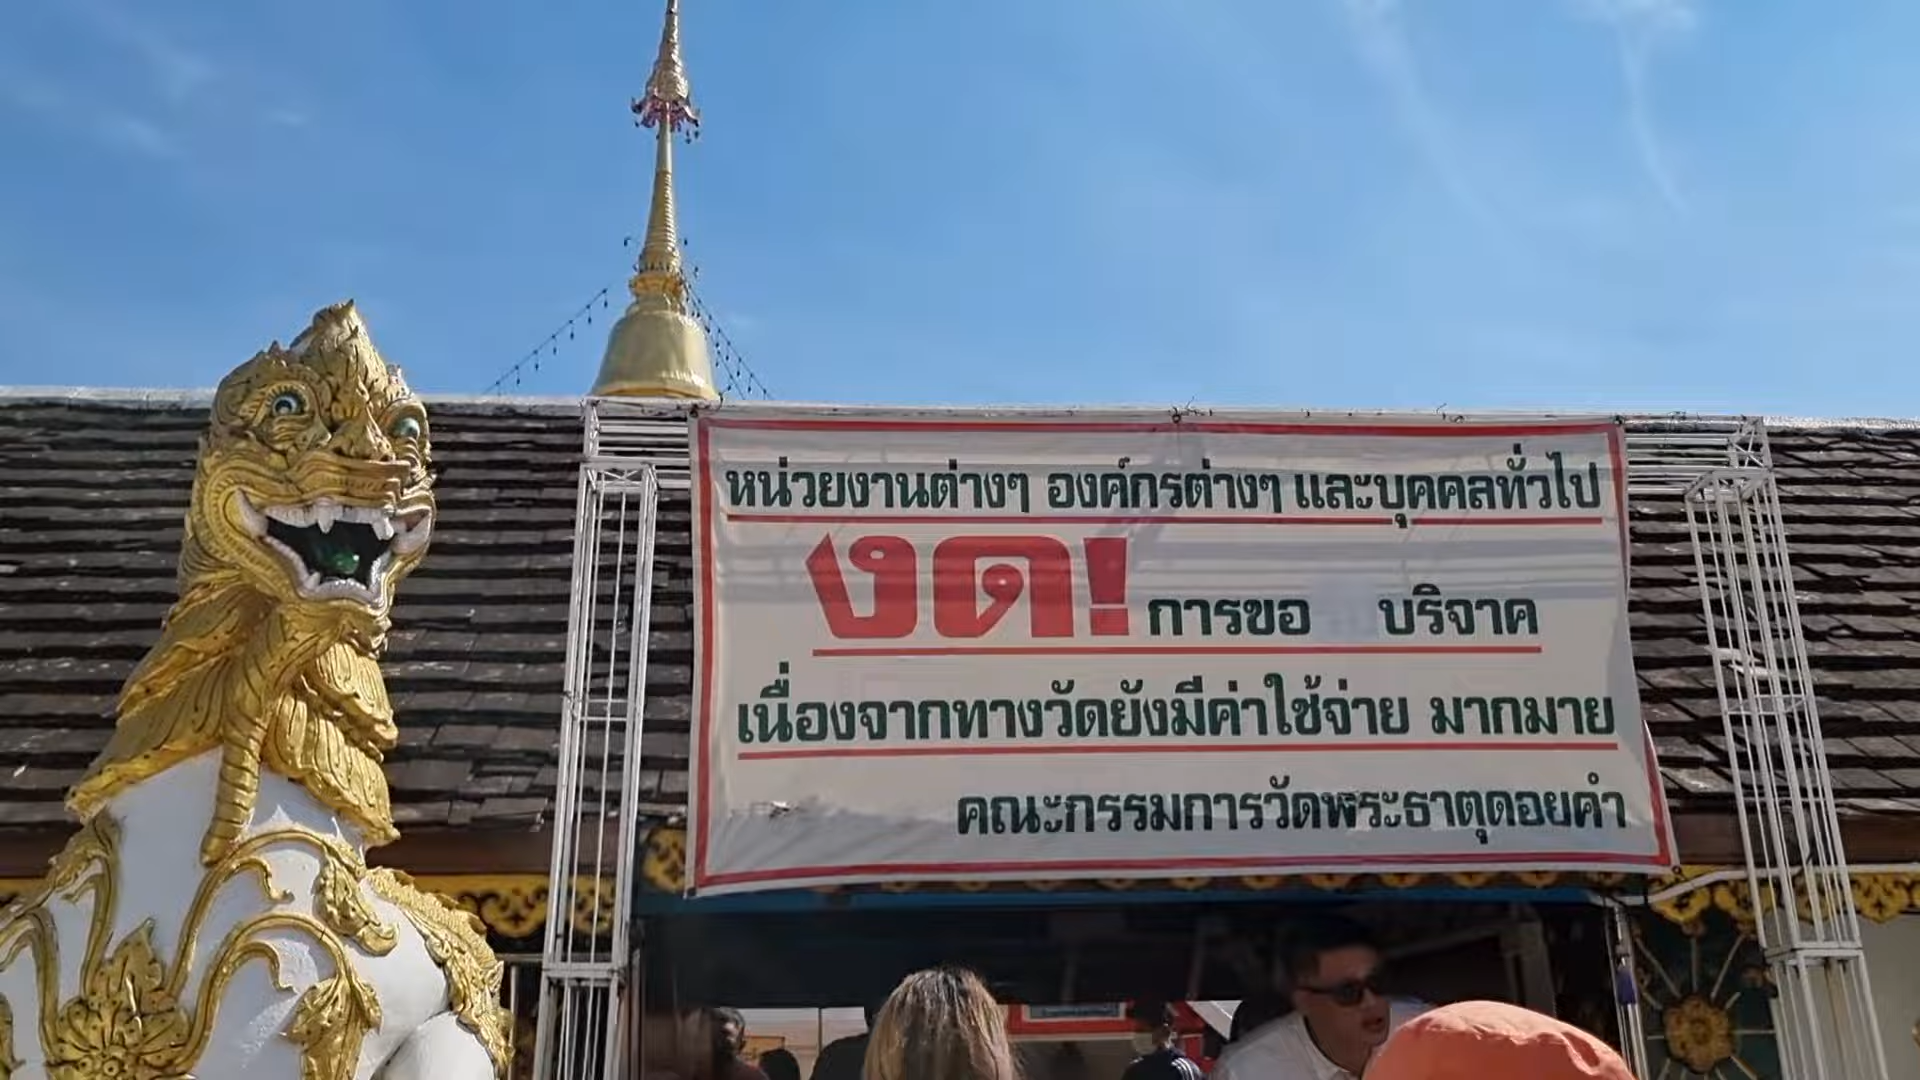 หน่วยงานต่างๆ องค์กรต่างๆ และบุคคลทั่วไป
งด! การขอ บริจาค
เนื่องจากทางวัดยังมีค่าใช้จ่าย มากมาย
คณะกรรมการวัดพระธาตุดอยคำ